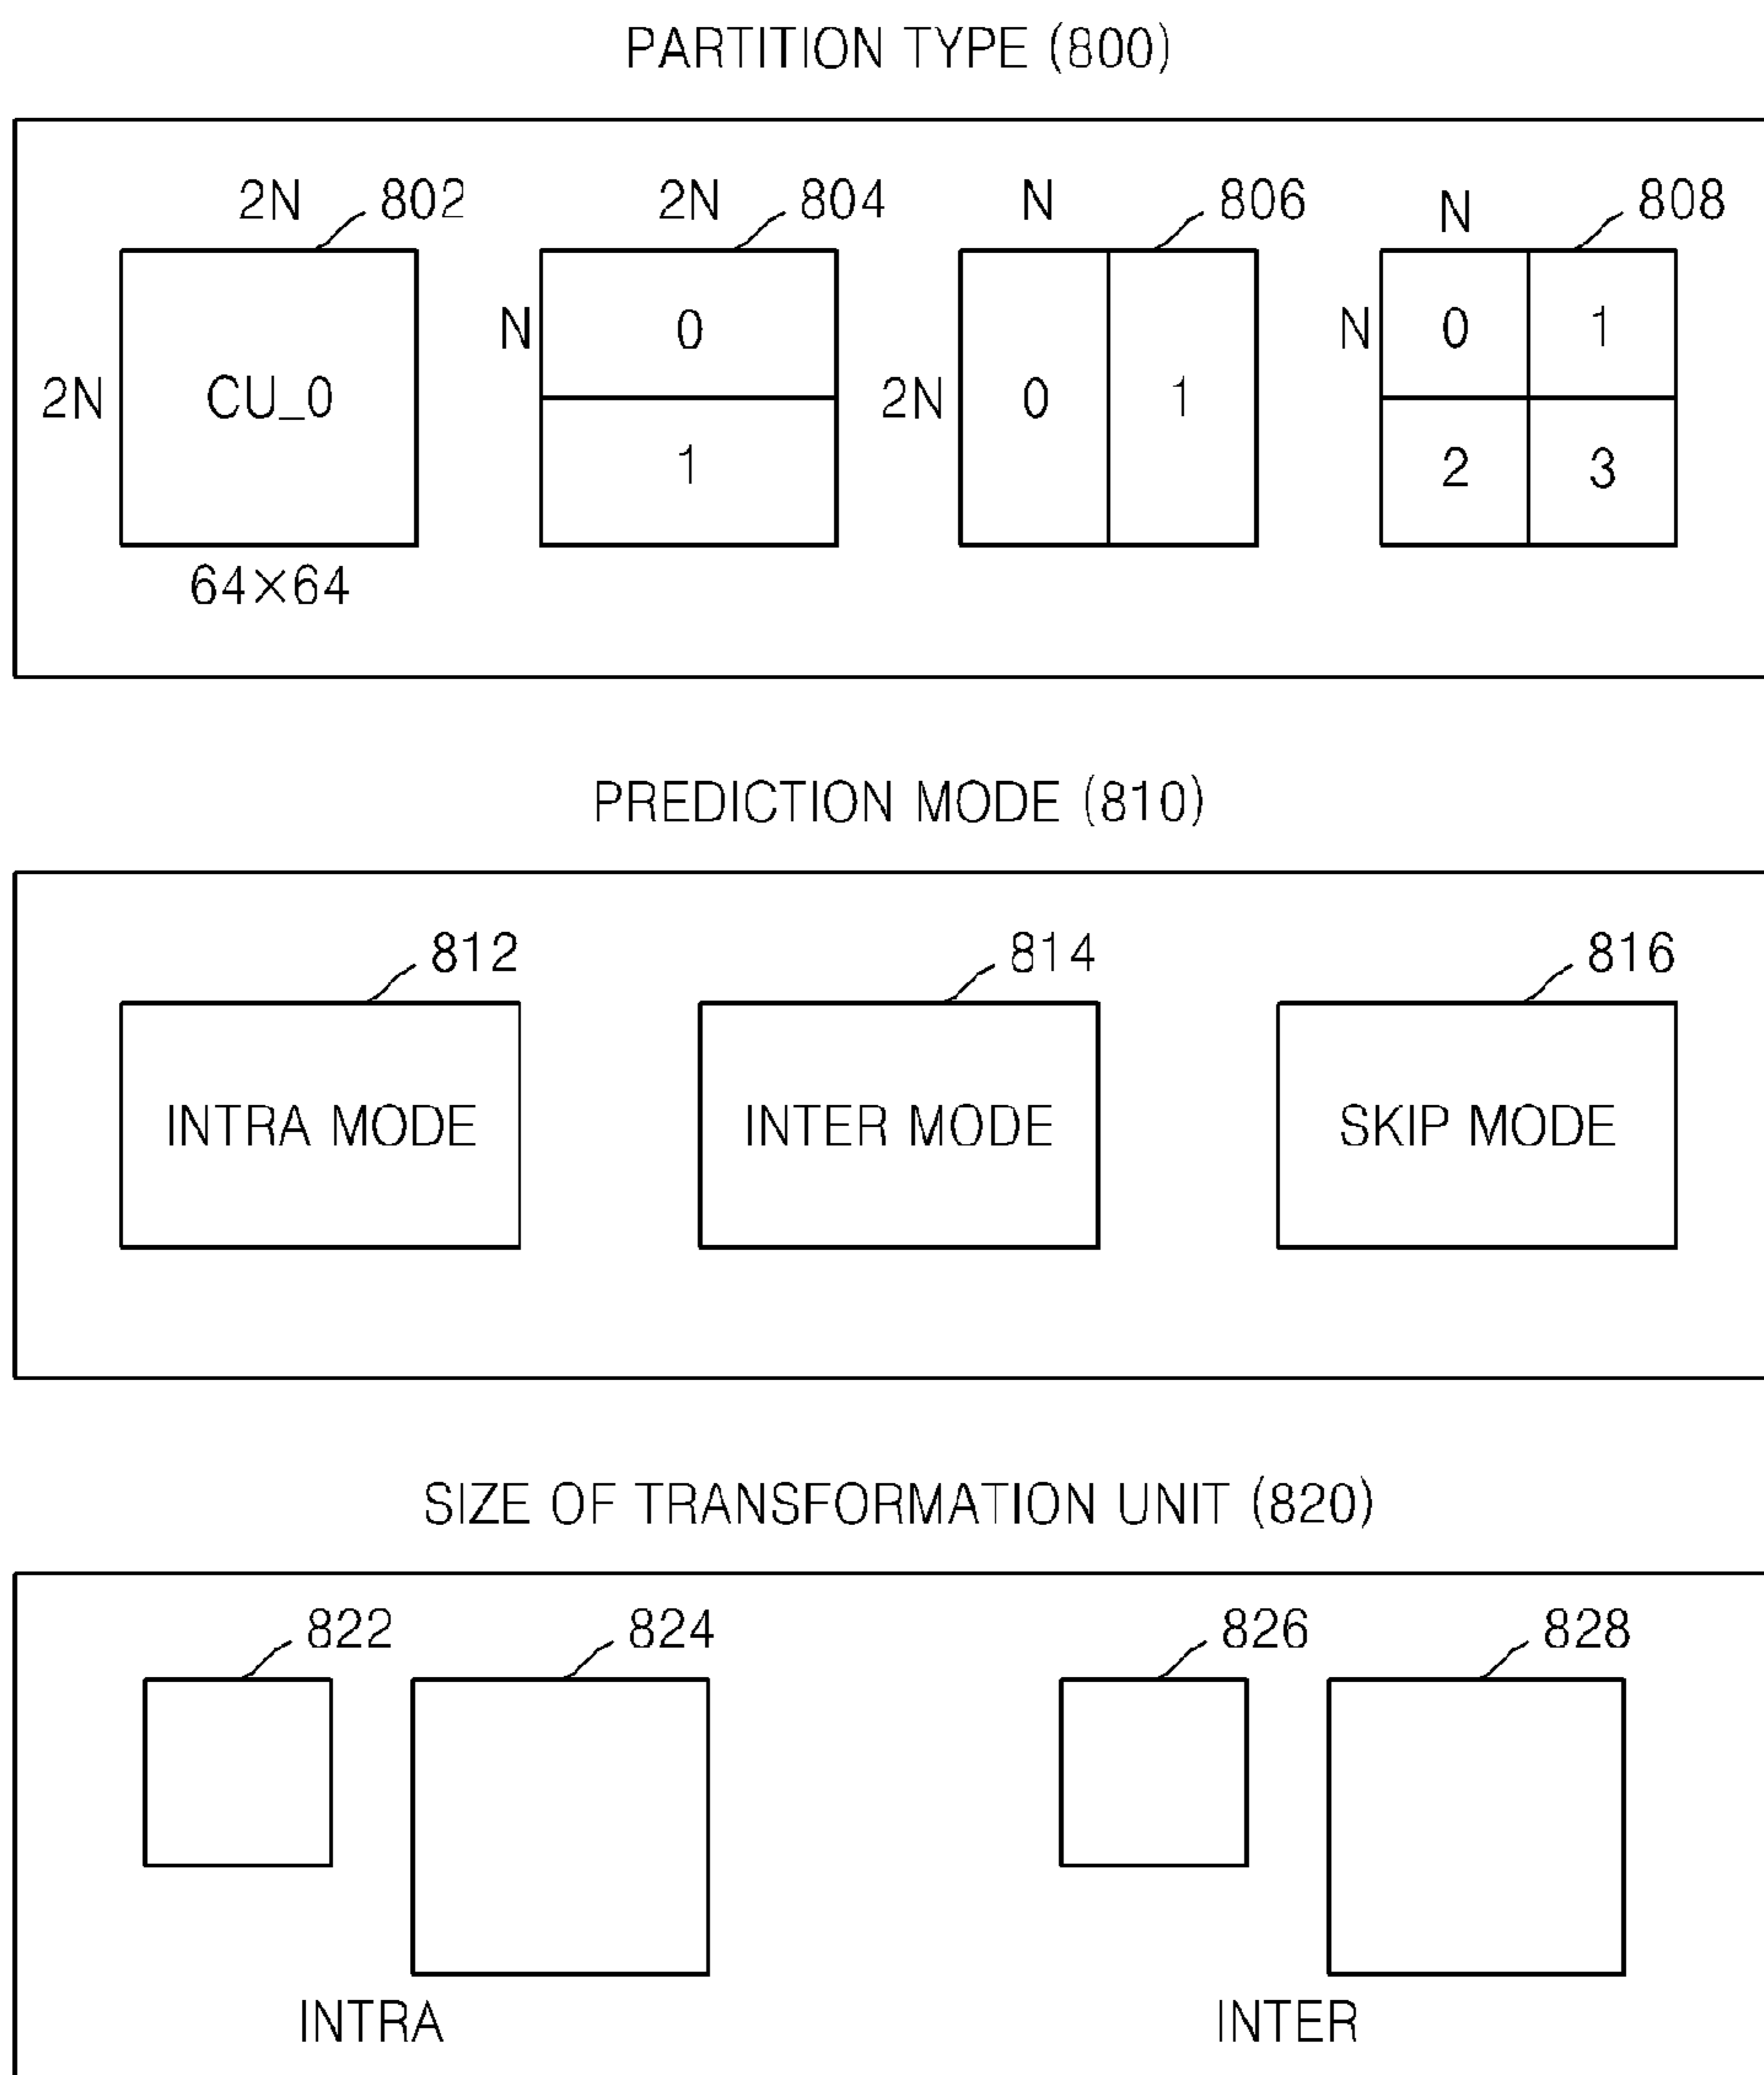 PARTITION TYPE (800)
2N 802 2N 804 N 806 N 808
N 0 N 0 1
2N CU_0 2N 0 1
1 2 3
64×64
PREDICTION MODE (810)
812 814 816
INTRA MODE INTER MODE SKIP MODE
SIZE OF TRANSFORMATION UNIT (820)
822 824 826 828
INTRA INTER